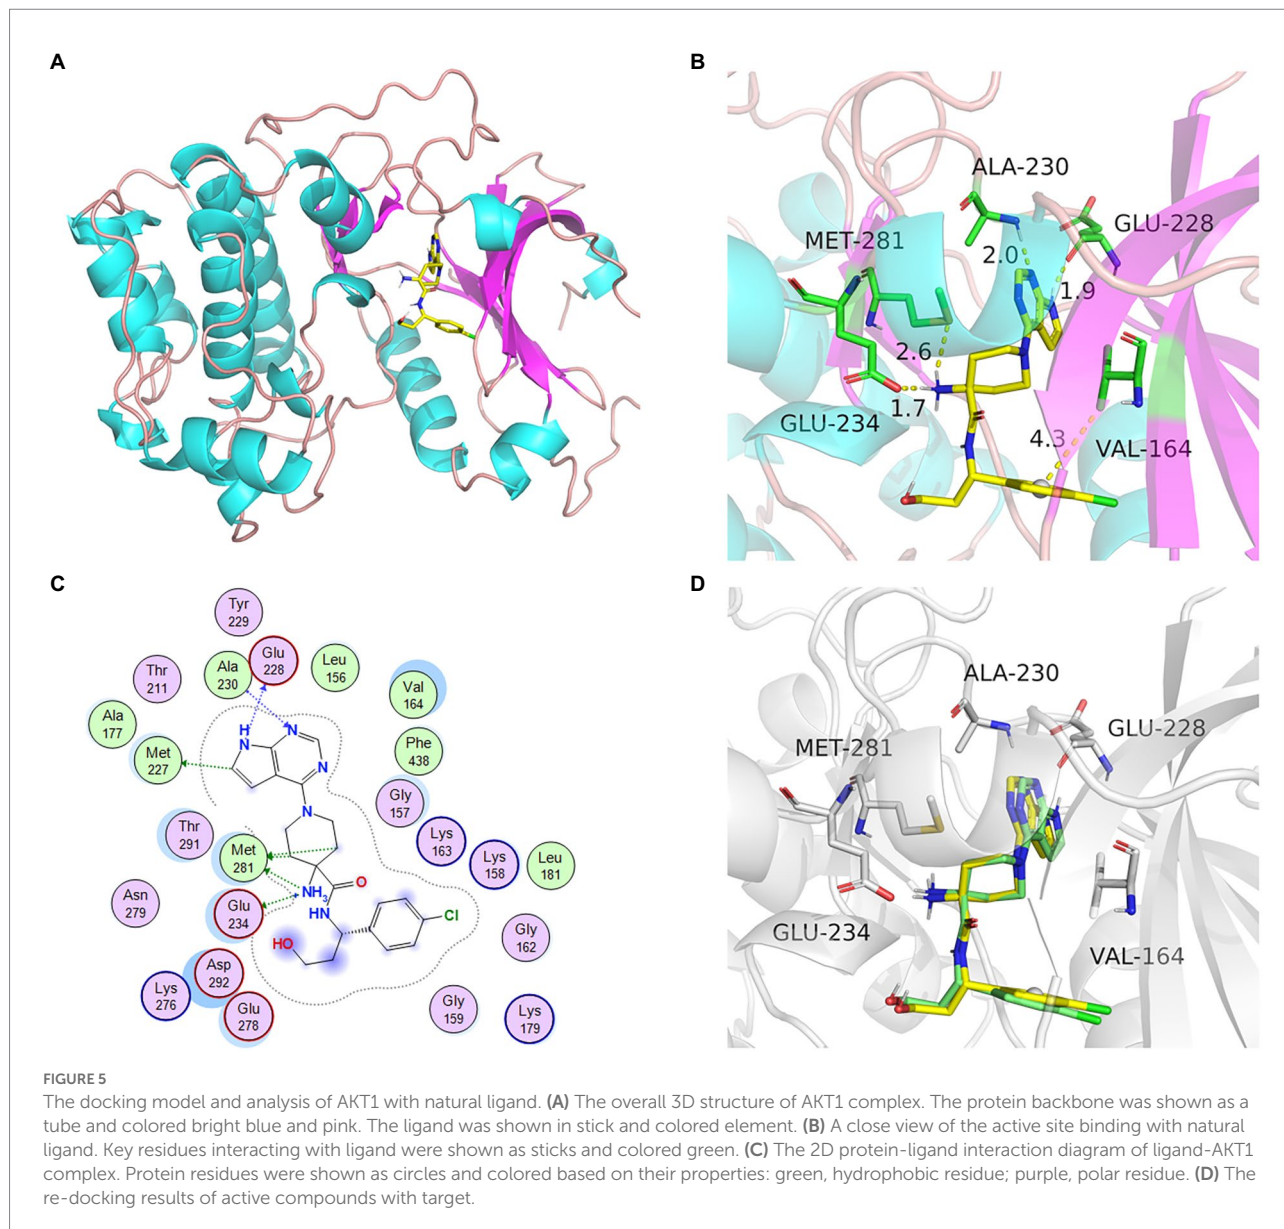 A
B
ALA-230
GLU-228
MET-281
2.0
1.9
2.6
1.7
GLU-234
4.3
VAL-164
C
Tyr
229
Glu
228
Ala
230
Leu
156
Thr
211
Val
164
Ala
177
Met
227
Phe
438
Gly
157
Thr
291
Lys
163
Met
281
Lys
158
Leu
181
Asn
279
Glu
234
Gly
162
Asp
292
Lys
276
Glu
278
Gly
159
Lys
179
H
N
N
N
N
NH3
O
HN
HO
Cl
D
ALA-230
GLU-228
MET-281
GLU-234
VAL-164
FIGURE 5
The docking model and analysis of AKT1 with natural ligand. (A) The overall 3D structure of AKT1 complex. The protein backbone was shown as a
tube and colored bright blue and pink. The ligand was shown in stick and colored element. (B) A close view of the active site binding with natural
ligand. Key residues interacting with ligand were shown as sticks and colored green. (C) The 2D protein-ligand interaction diagram of ligand-AKT1
complex. Protein residues were shown as circles and colored based on their properties: green, hydrophobic residue; purple, polar residue. (D) The
re-docking results of active compounds with target.